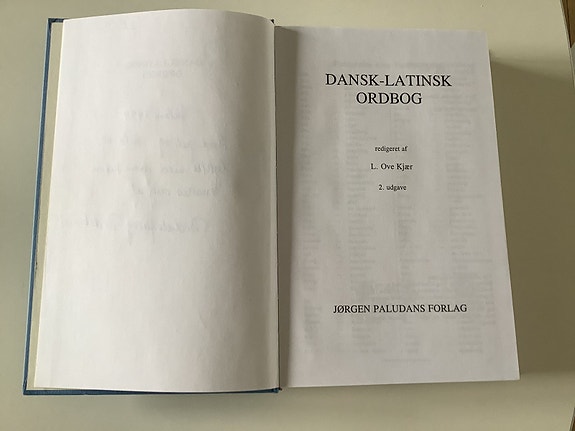 DANSK-LATINSK
ORDBOG
redigeret af
L. Ove Kjær
2. udgave
JØRGEN PALUDANS FORLAG